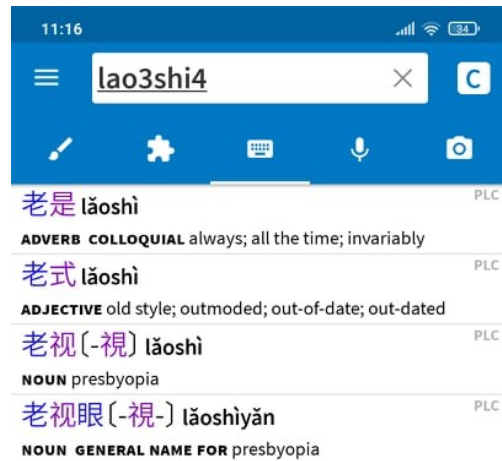 11:16
34
lao3shi4
C
老是 lǎoshì
PLC
ADVERB COLLOQUIAL always; all the time; invariably
老式 lǎoshì
PLC
ADJECTIVE old style; outmoded; out-of-date; out-dated
老视〔-視〕 lǎoshì
PLC
NOUN presbyopia
老视眼〔-視-〕 lǎoshìyǎn
PLC
NOUN GENERAL NAME FOR presbyopia